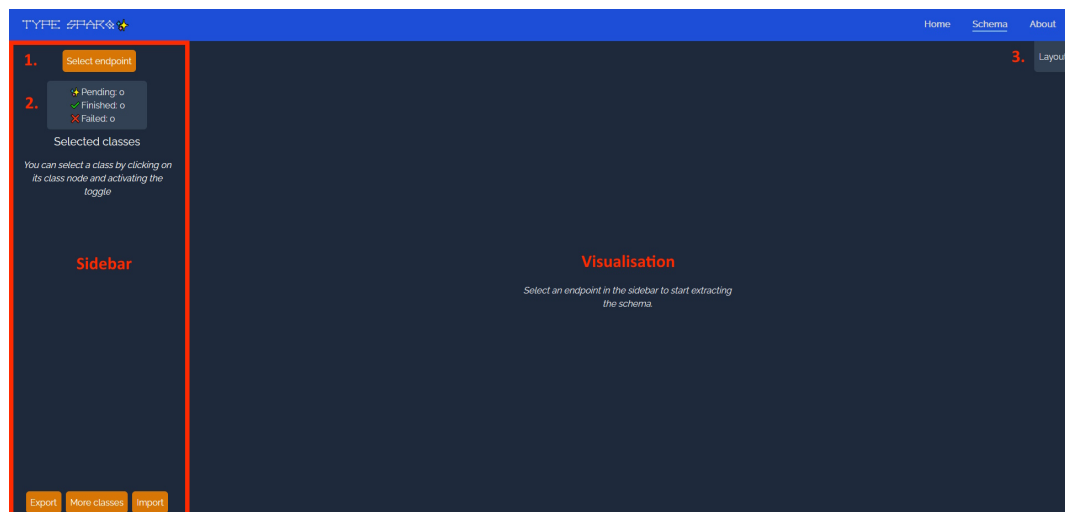 TYPE SPARQ
Home Schema About
1. Select endpoint
3. Layout
2. Pending: 0
Finished: 0
Failed: 0
Selected classes
You can select a class by clicking on
its class node and activating the
toggle
Sidebar
Visualisation
Select an endpoint in the sidebar to start extracting
the schema.
Export More classes Import